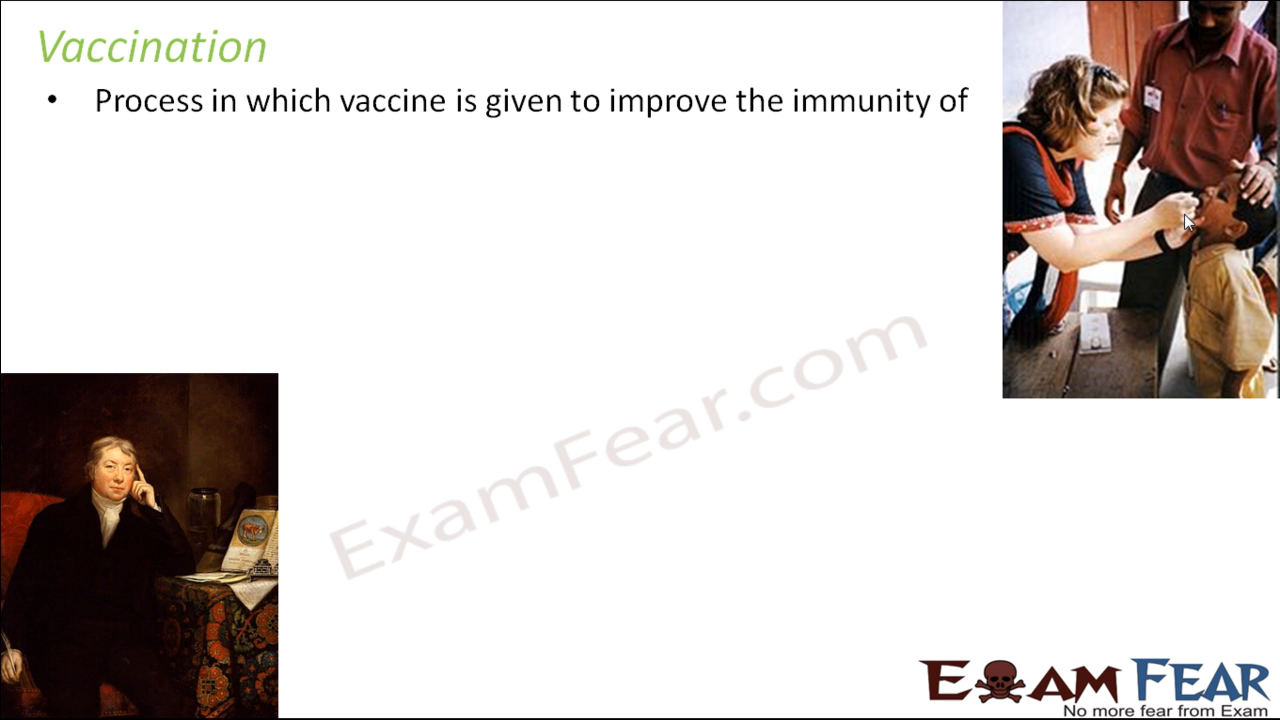 Vaccination
• Process in which vaccine is given to improve the immunity of
ExamFear.com
EXAM FEAR
No more fear from Exam